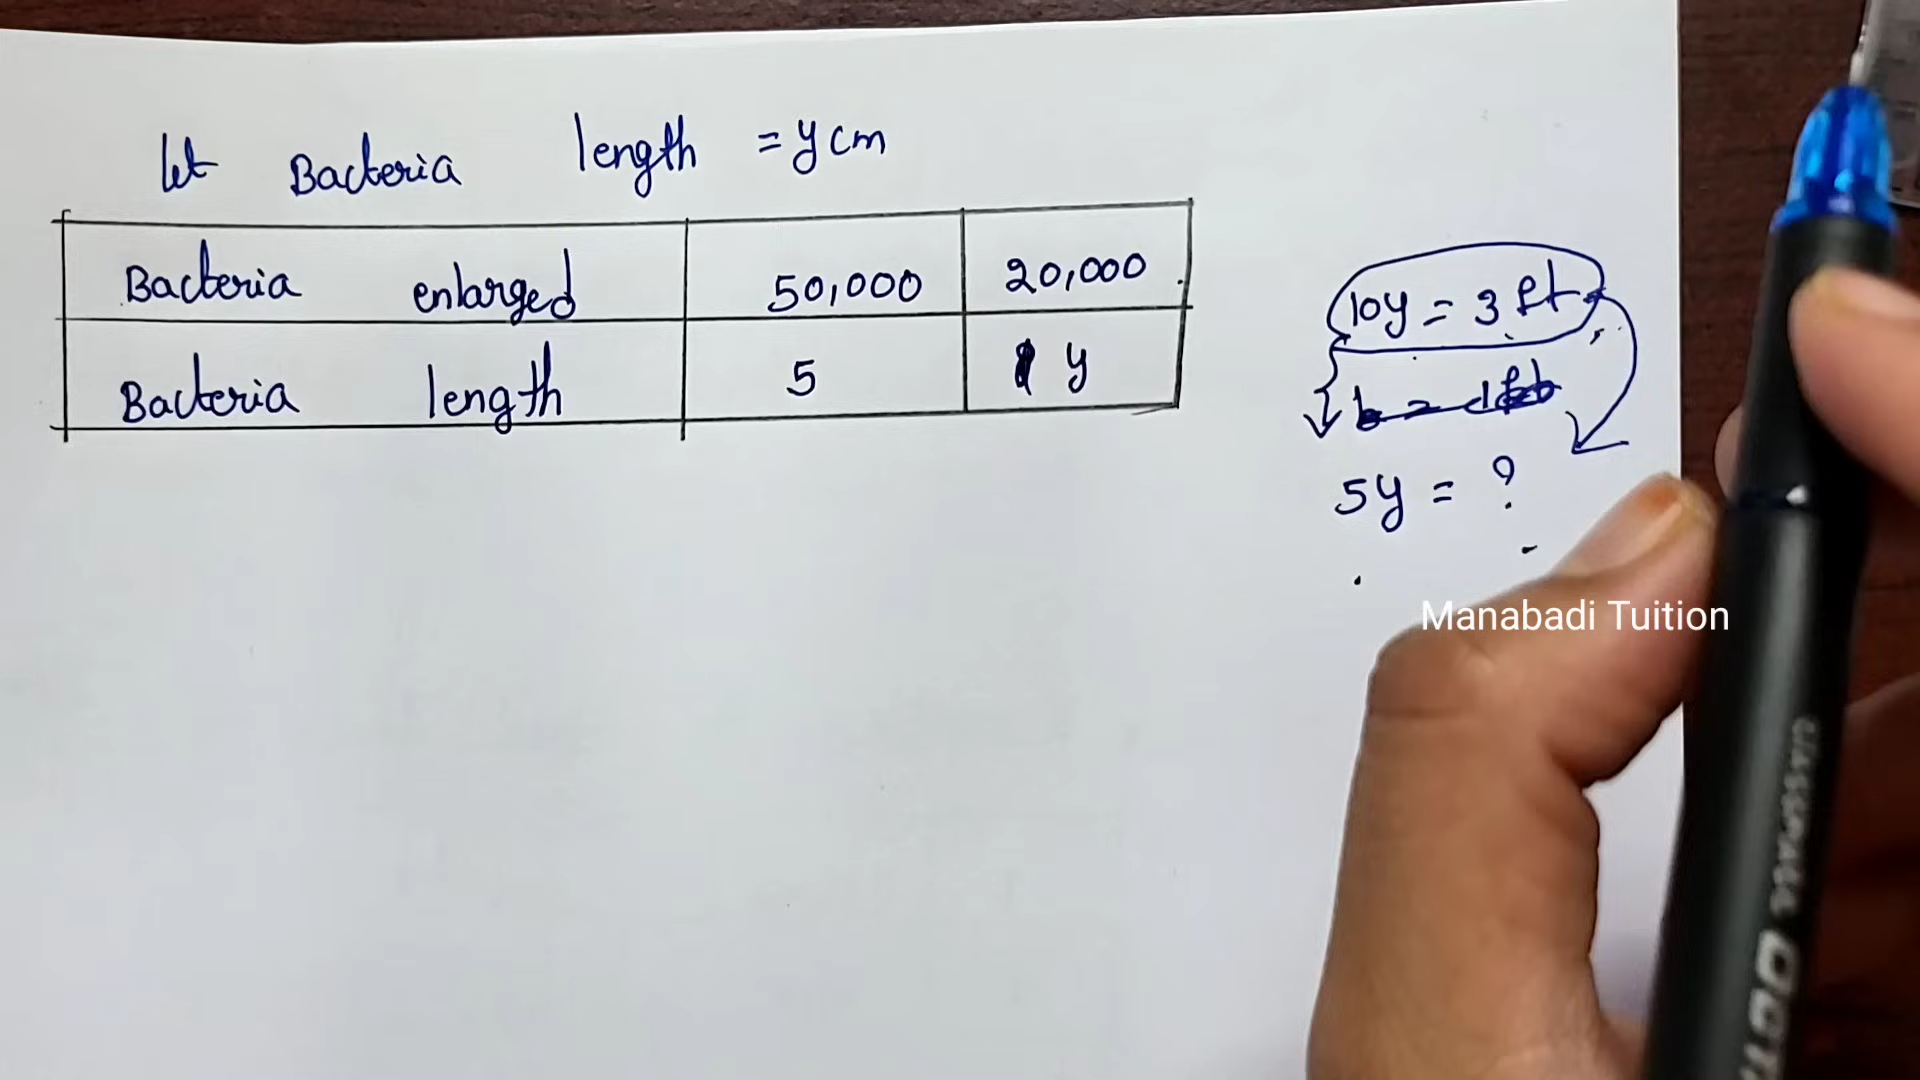 let Bacteria length = y cm
Bacteria enlarged 50,000 20,000
Bacteria length 5 y
10y = 3 ft
5y = ?
Manabadi Tuition